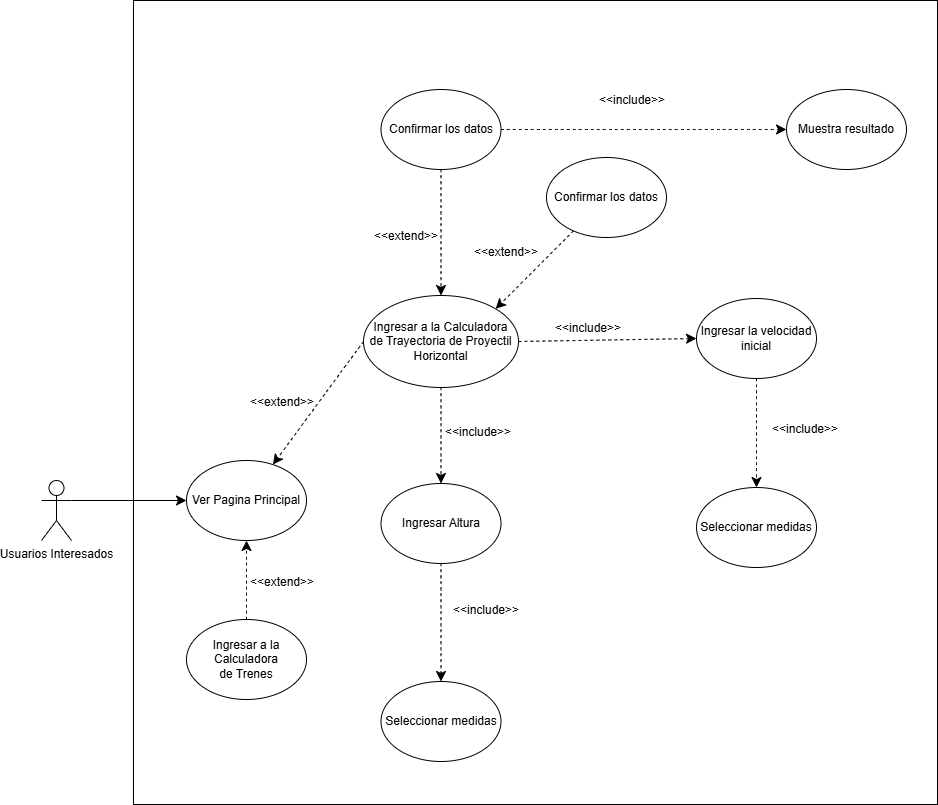 <<include>>
Confirmar los datos
Muestra resultado
Confirmar los datos
<<extend>>
<<extend>>
Ingresar a la Calculadora
de Trayectoria de Proyectil
Horizontal
<<include>>
Ingresar la velocidad
inicial
<<extend>>
<<include>>
<<include>>
Ver Pagina Principal
Ingresar Altura
Seleccionar medidas
Usuarios Interesados
<<extend>>
<<include>>
Ingresar a la
Calculadora
de Trenes
Seleccionar medidas